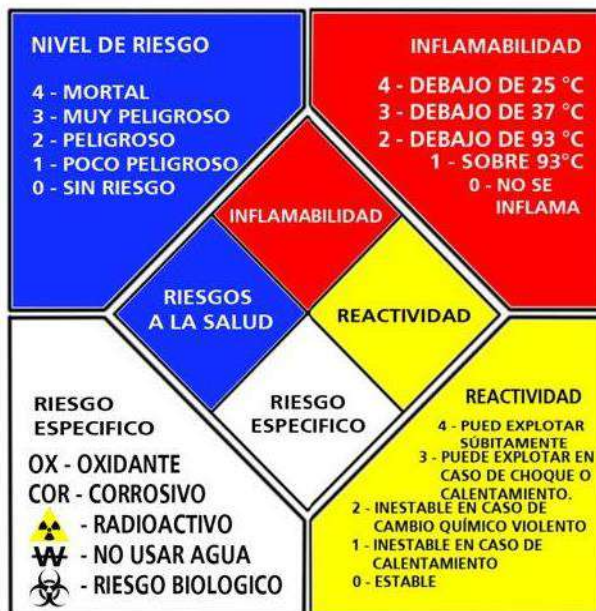 NIVEL DE RIESGO
4 - MORTAL
3 - MUY PELIGROSO
2 - PELIGROSO
1 - POCO PELIGROSO
0 - SIN RIESGO
INFLAMABILIDAD
4 - DEBAJO DE 25 °C
3 - DEBAJO DE 37 °C
2 - DEBAJO DE 93 °C
1 - SOBRE 93°C
0 - NO SE
INFLAMA
INFLAMABILIDAD
RIESGOS
A LA SALUD
REACTIVIDAD
RIESGO
ESPECIFICO
RIESGO
ESPECIFICO
OX - OXIDANTE
COR - CORROSIVO
- RADIOACTIVO
W - NO USAR AGUA
- RIESGO BIOLOGICO
REACTIVIDAD
4 - PUED EXPLOTAR
SÚBITAMENTE
3 - PUEDE EXPLOTAR EN
CASO DE CHOQUE O
CALENTAMIENTO.
2 - INESTABLE EN CASO DE
CAMBIO QUÍMICO VIOLENTO
1 - INESTABLE EN CASO DE
CALENTAMIENTO
0 - ESTABLE